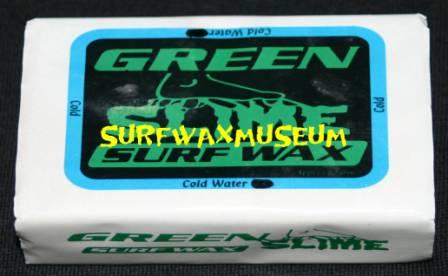 Cold Water
GREEN
SLIME
SURFWAXMUSEUM
SURF WAX
Cold
Cold
Cold Water
GREEN
SLIME
SURF WAX